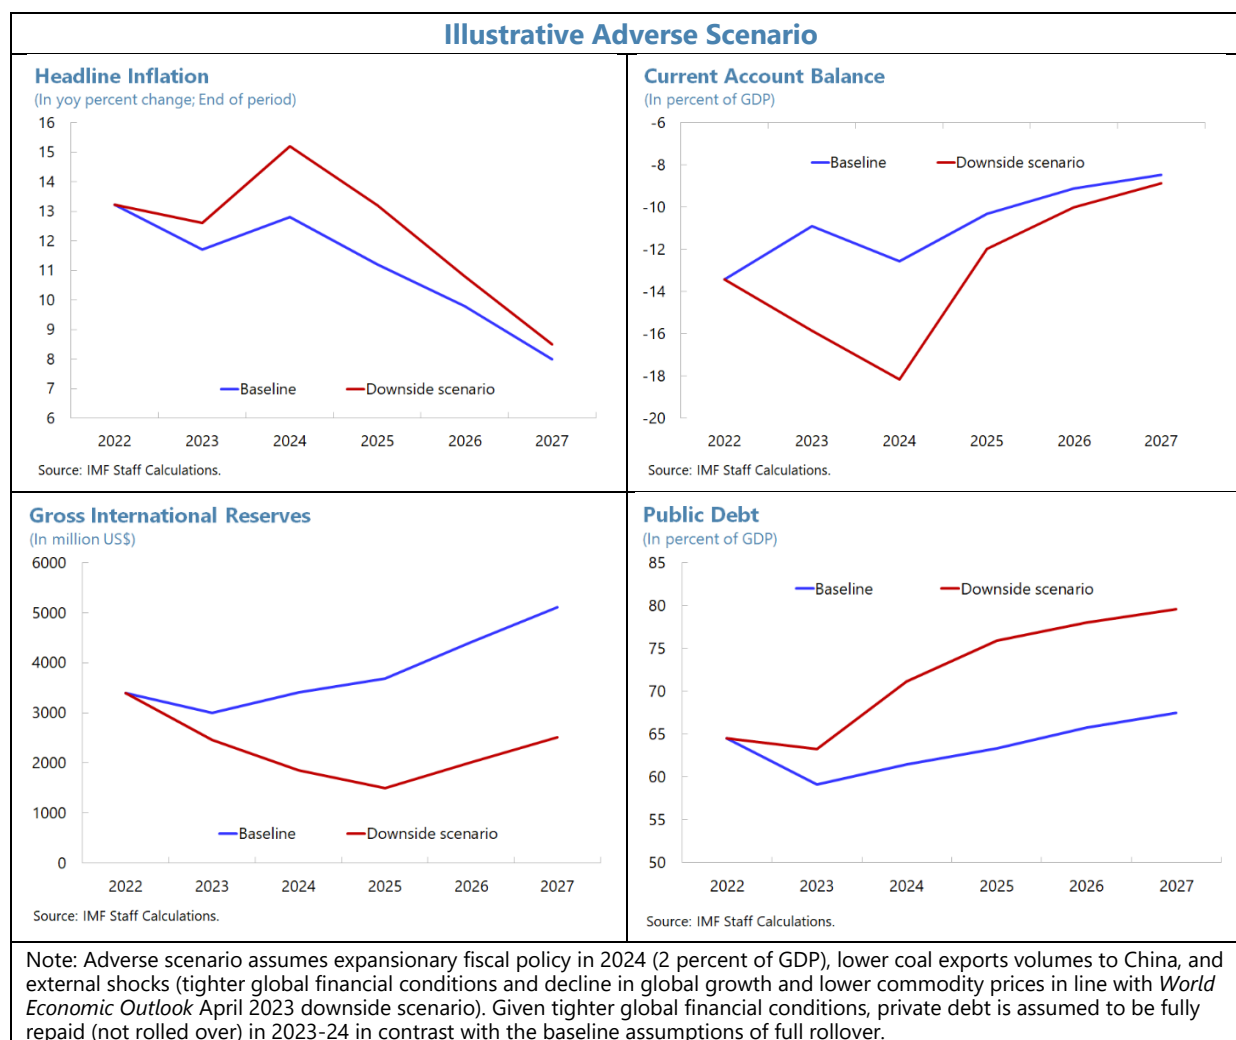 Illustrative Adverse Scenario
Headline Inflation
(In yoy percent change; End of period)
16
15
14
13
12
11
10
9
8
7
6
Baseline
Downside scenario
2022 2023 2024 2025 2026 2027
Source: IMF Staff Calculations.
Current Account Balance
(In percent of GDP)
-6
-8
-10
-12
-14
-16
-18
-20
Baseline
Downside scenario
2022 2023 2024 2025 2026 2027
Source: IMF Staff Calculations.
Gross International Reserves
(In million US$)
6000
5000
4000
3000
2000
1000
0
Baseline
Downside scenario
2022 2023 2024 2025 2026 2027
Source: IMF Staff Calculations.
Public Debt
(In percent of GDP)
85
80
75
70
65
60
55
50
Baseline
Downside scenario
2022 2023 2024 2025 2026 2027
Source: IMF Staff Calculations.
Note: Adverse scenario assumes expansionary fiscal policy in 2024 (2 percent of GDP), lower coal exports volumes to China, and
external shocks (tighter global financial conditions and decline in global growth and lower commodity prices in line with World
Economic Outlook April 2023 downside scenario). Given tighter global financial conditions, private debt is assumed to be fully
repaid (not rolled over) in 2023-24 in contrast with the baseline assumptions of full rollover.